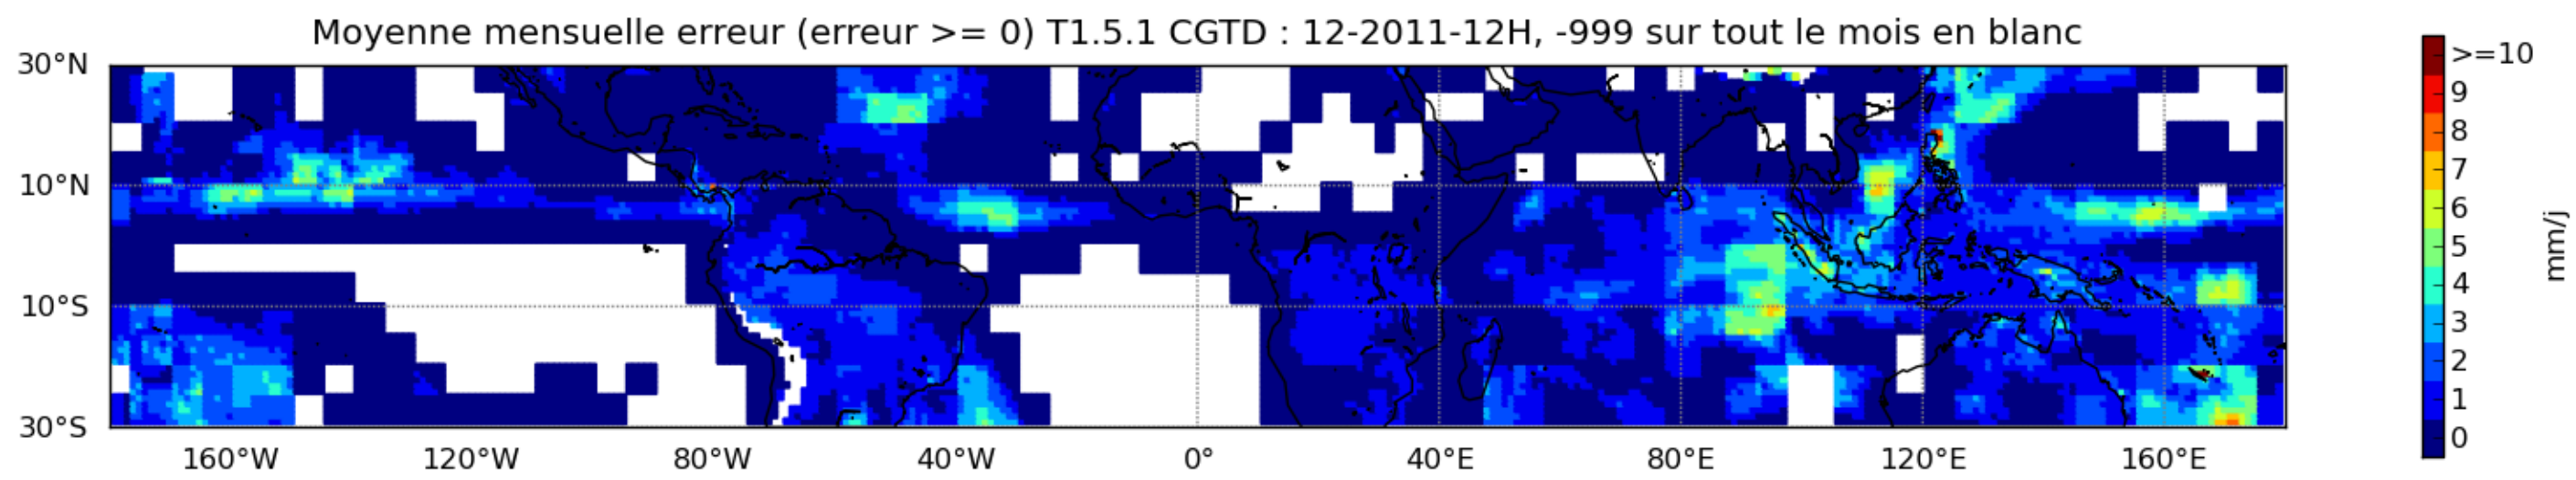 Moyenne mensuelle erreur (erreur >= 0) T1.5.1 CGTD : 12-2011-12H, -999 sur tout le mois en blanc
30°N
10°N
10°S
30°S
160°W 120°W 80°W 40°W 0° 40°E 80°E 120°E 160°E
>=10
9
8
7
6
5
4
3
2
1
0
mm/j